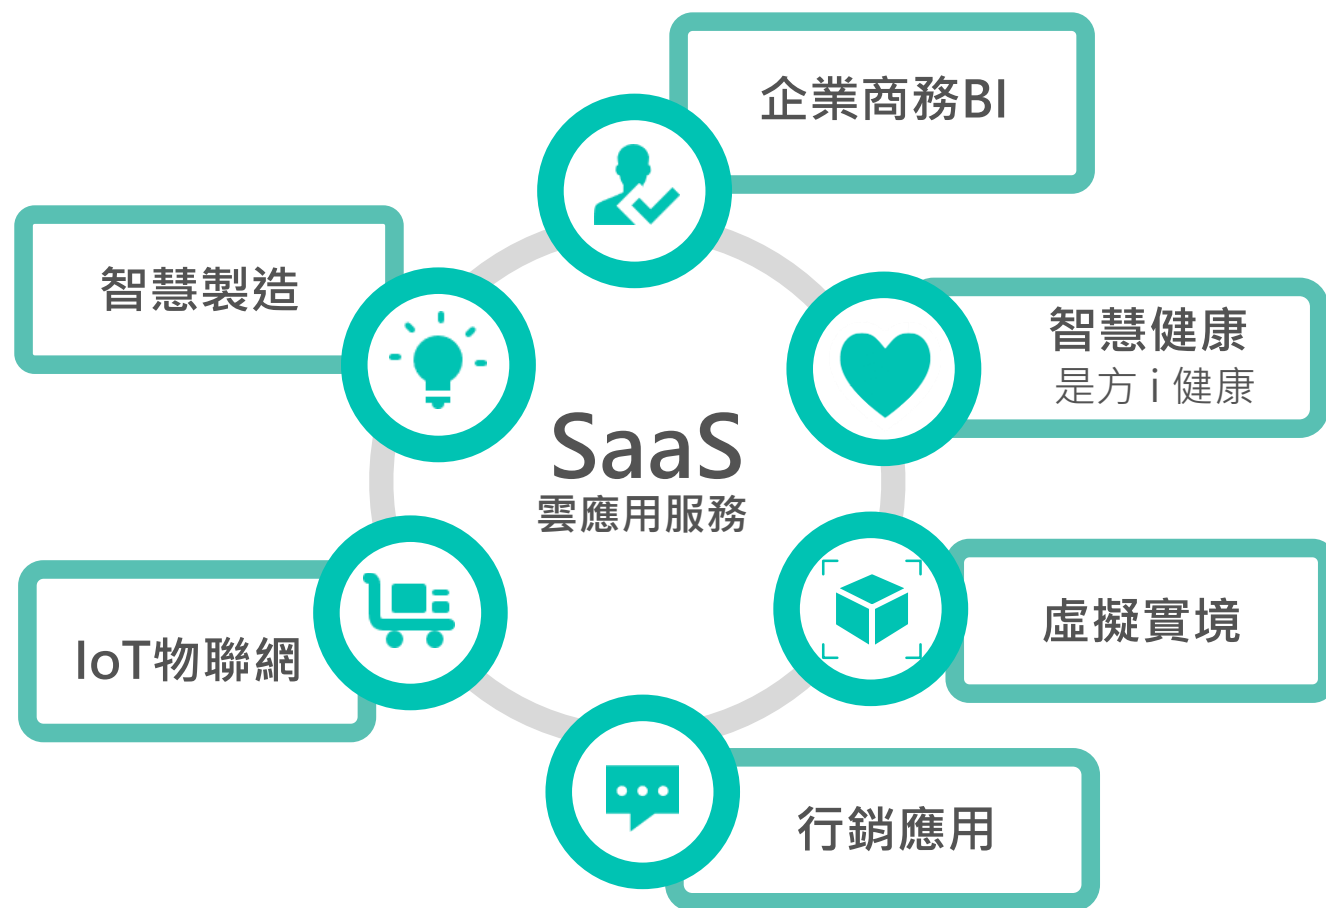 企業商務BI
智慧製造
智慧健康
是方 i 健康
SaaS
雲應用服務
IoT物聯網
虛擬實境
行銷應用